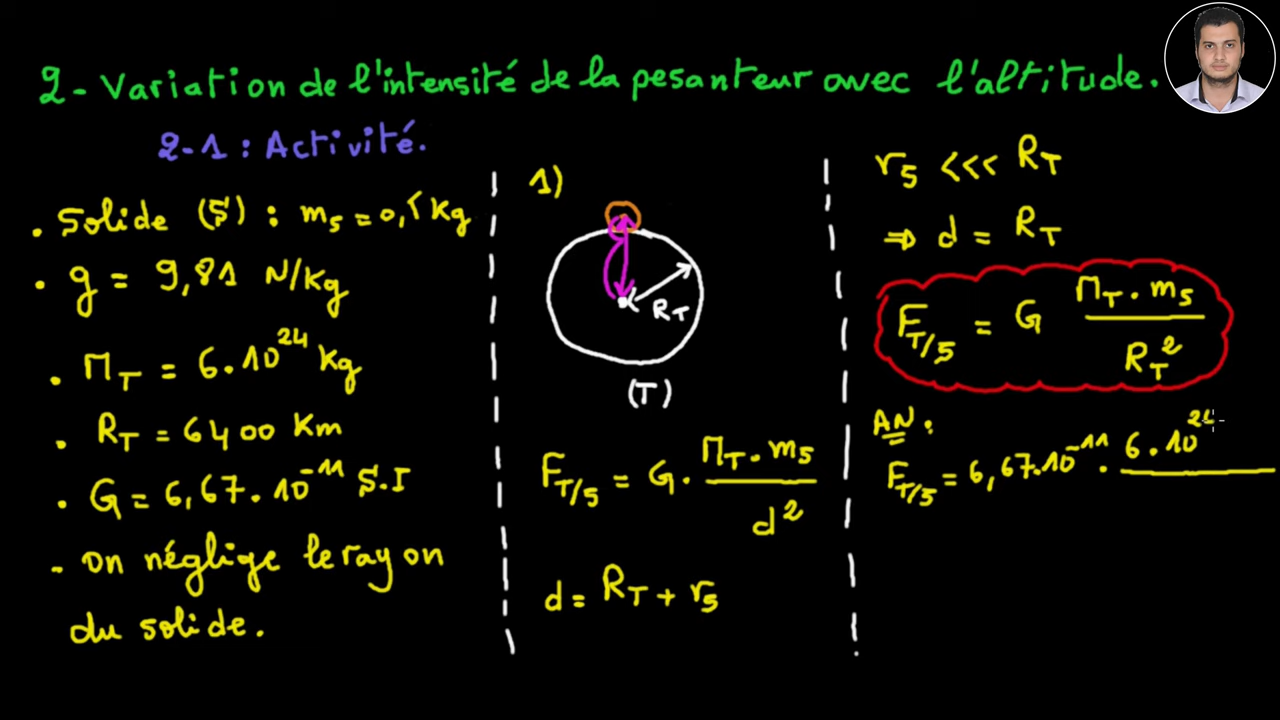 2- Variation de l'intensité de la pesanteur avec l'altitude.
2-1 : Activité.
. Solide (S) : ms = 0,5 Kg
. g = 9,81 N/Kg
. MT = 6.10^24 Kg
. RT = 6400 Km
. G = 6,67.10^-11 S.I
- On néglige le rayon
du solide.
1)
RT
(T)
FT/S = G . MT . mS / d²
d = RT + rs
rs <<< RT
⇒ d = RT
FT/S = G MT . mS / RT²
AN :
FT/S = 6,67.10^-11 . 6.10^24